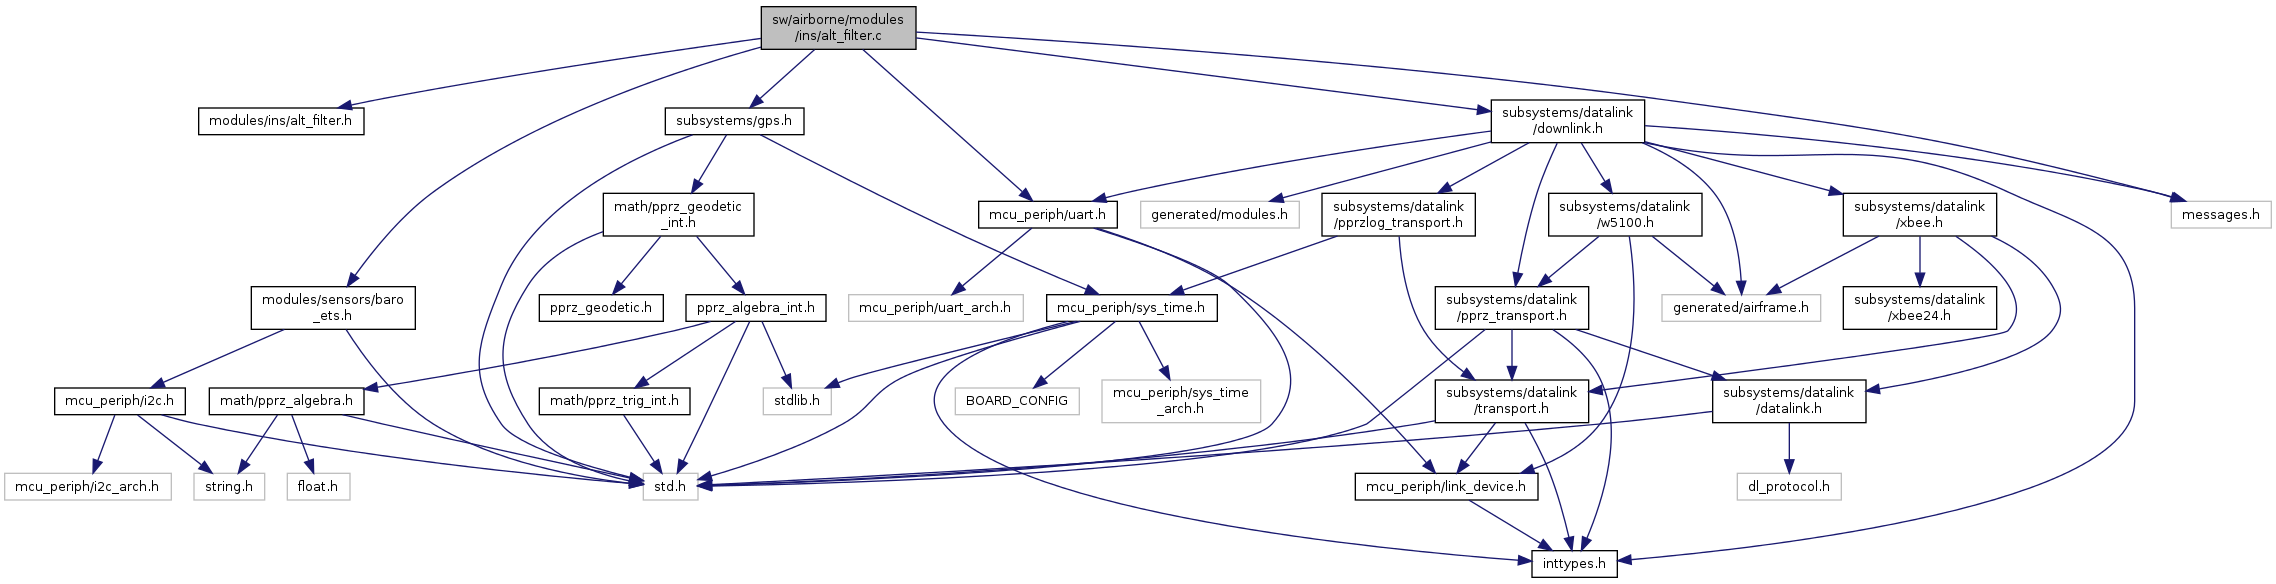 sw/airborne/modules
/ins/alt_filter.c
modules/ins/alt_filter.h
subsystems/gps.h
subsystems/datalink
/downlink.h
math/pprz_geodetic
_int.h
mcu_periph/uart.h
generated/modules.h
subsystems/datalink
/pprzlog_transport.h
subsystems/datalink
/w5100.h
subsystems/datalink
/xbee.h
messages.h
modules/sensors/baro
_ets.h
pprz_geodetic.h
pprz_algebra_int.h
mcu_periph/uart_arch.h
mcu_periph/sys_time.h
subsystems/datalink
/pprz_transport.h
generated/airframe.h
subsystems/datalink
/xbee24.h
mcu_periph/i2c.h
math/pprz_algebra.h
math/pprz_trig_int.h
stdlib.h
BOARD_CONFIG
mcu_periph/sys_time
_arch.h
subsystems/datalink
/transport.h
subsystems/datalink
/datalink.h
mcu_periph/i2c_arch.h
string.h
float.h
std.h
mcu_periph/link_device.h
dl_protocol.h
inttypes.h